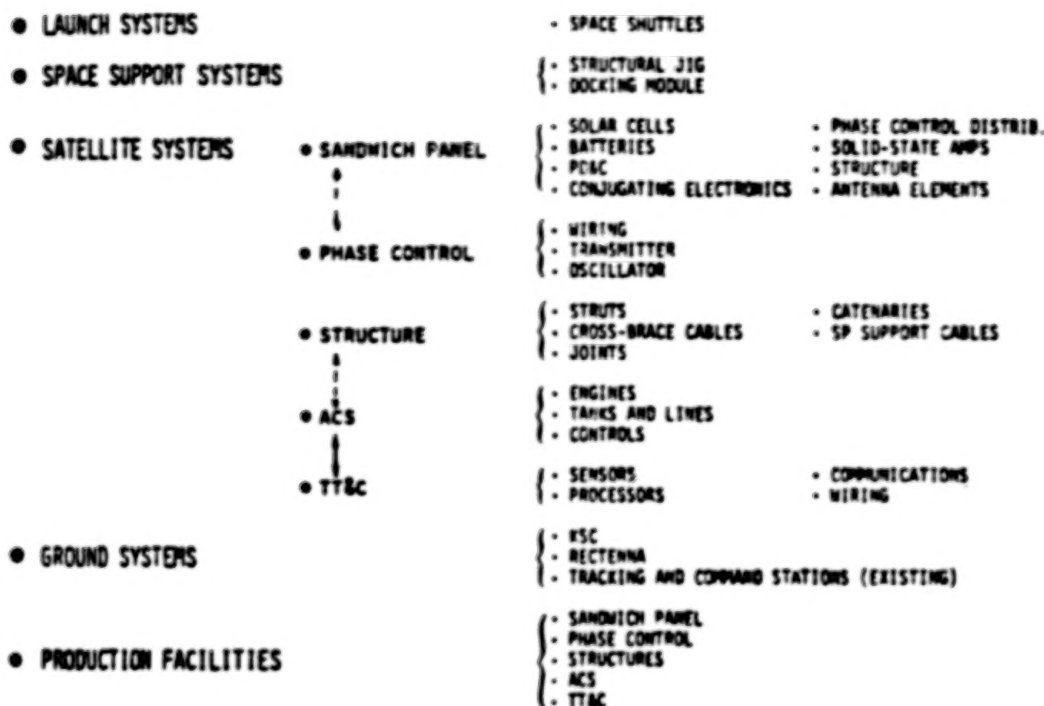 ● LAUNCH SYSTEMS · SPACE SHUTTLES
● SPACE SUPPORT SYSTEMS · STRUCTURAL JIG
· DOCKING MODULE
● SATELLITE SYSTEMS ● SANDWICH PANEL · SOLAR CELLS · PHASE CONTROL DISTRIB.
· BATTERIES · SOLID-STATE AMPS
· PD&C · STRUCTURE
· CONJUGATING ELECTRONICS · ANTENNA ELEMENTS
● PHASE CONTROL · WIRING
· TRANSMITTER
· OSCILLATOR
● STRUCTURE · STRUTS · CATENARIES
· CROSS-BRACE CABLES · SP SUPPORT CABLES
· JOINTS
● ACS · ENGINES
· TANKS AND LINES
· CONTROLS
● TT&C · SENSORS · COMMUNICATIONS
· PROCESSORS · WIRING
● GROUND SYSTEMS · KSC
· RECTENNA
· TRACKING AND COMMAND STATIONS (EXISTING)
● PRODUCTION FACILITIES · SANDWICH PANEL
· PHASE CONTROL
· STRUCTURES
· ACS
· TT&C